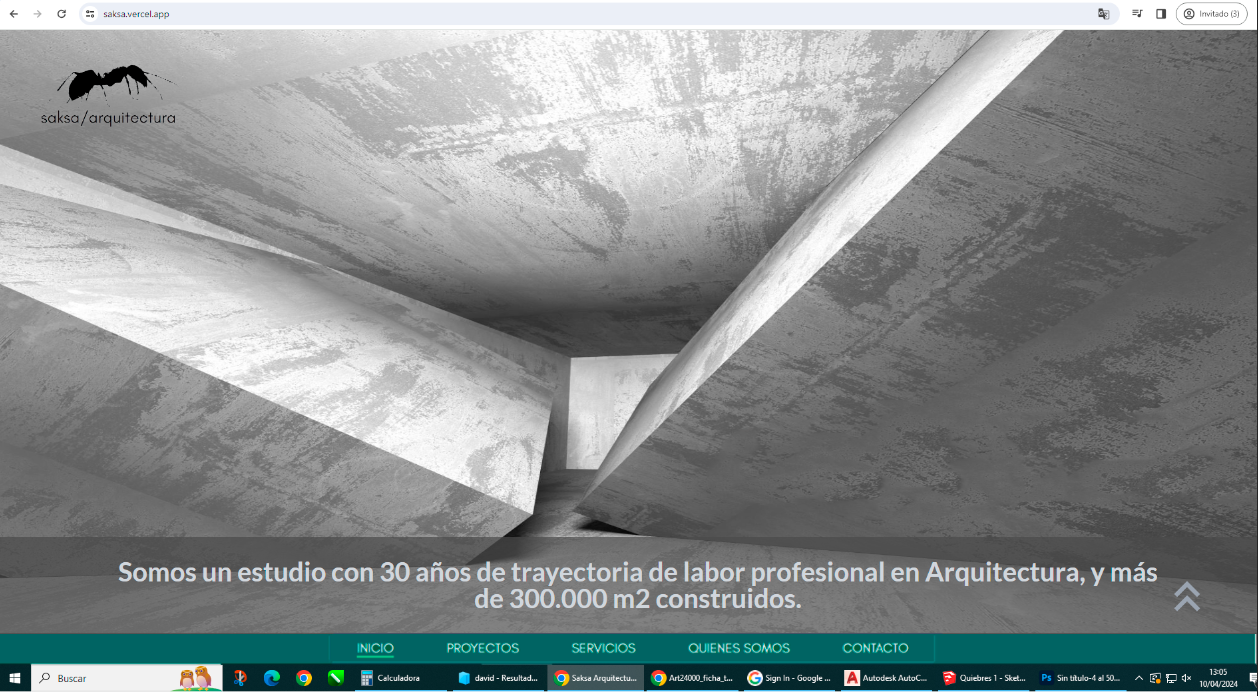 saksa.vercel.app
Invitado (3)
saksa/arquitectura
Somos un estudio con 30 años de trayectoria de labor profesional en Arquitectura, y más
de 300.000 m2 construidos.
INICIO
PROYECTOS
SERVICIOS
QUIENES SOMOS
CONTACTO
Buscar
Calculadora
david - Resultad...
Saksa Arquitectu...
Art24000_ficha_t...
Sign In - Google ...
Autodesk AutoC...
Quiebres 1 - Sket...
Sin título-4 al 50...
13:05
10/04/2024